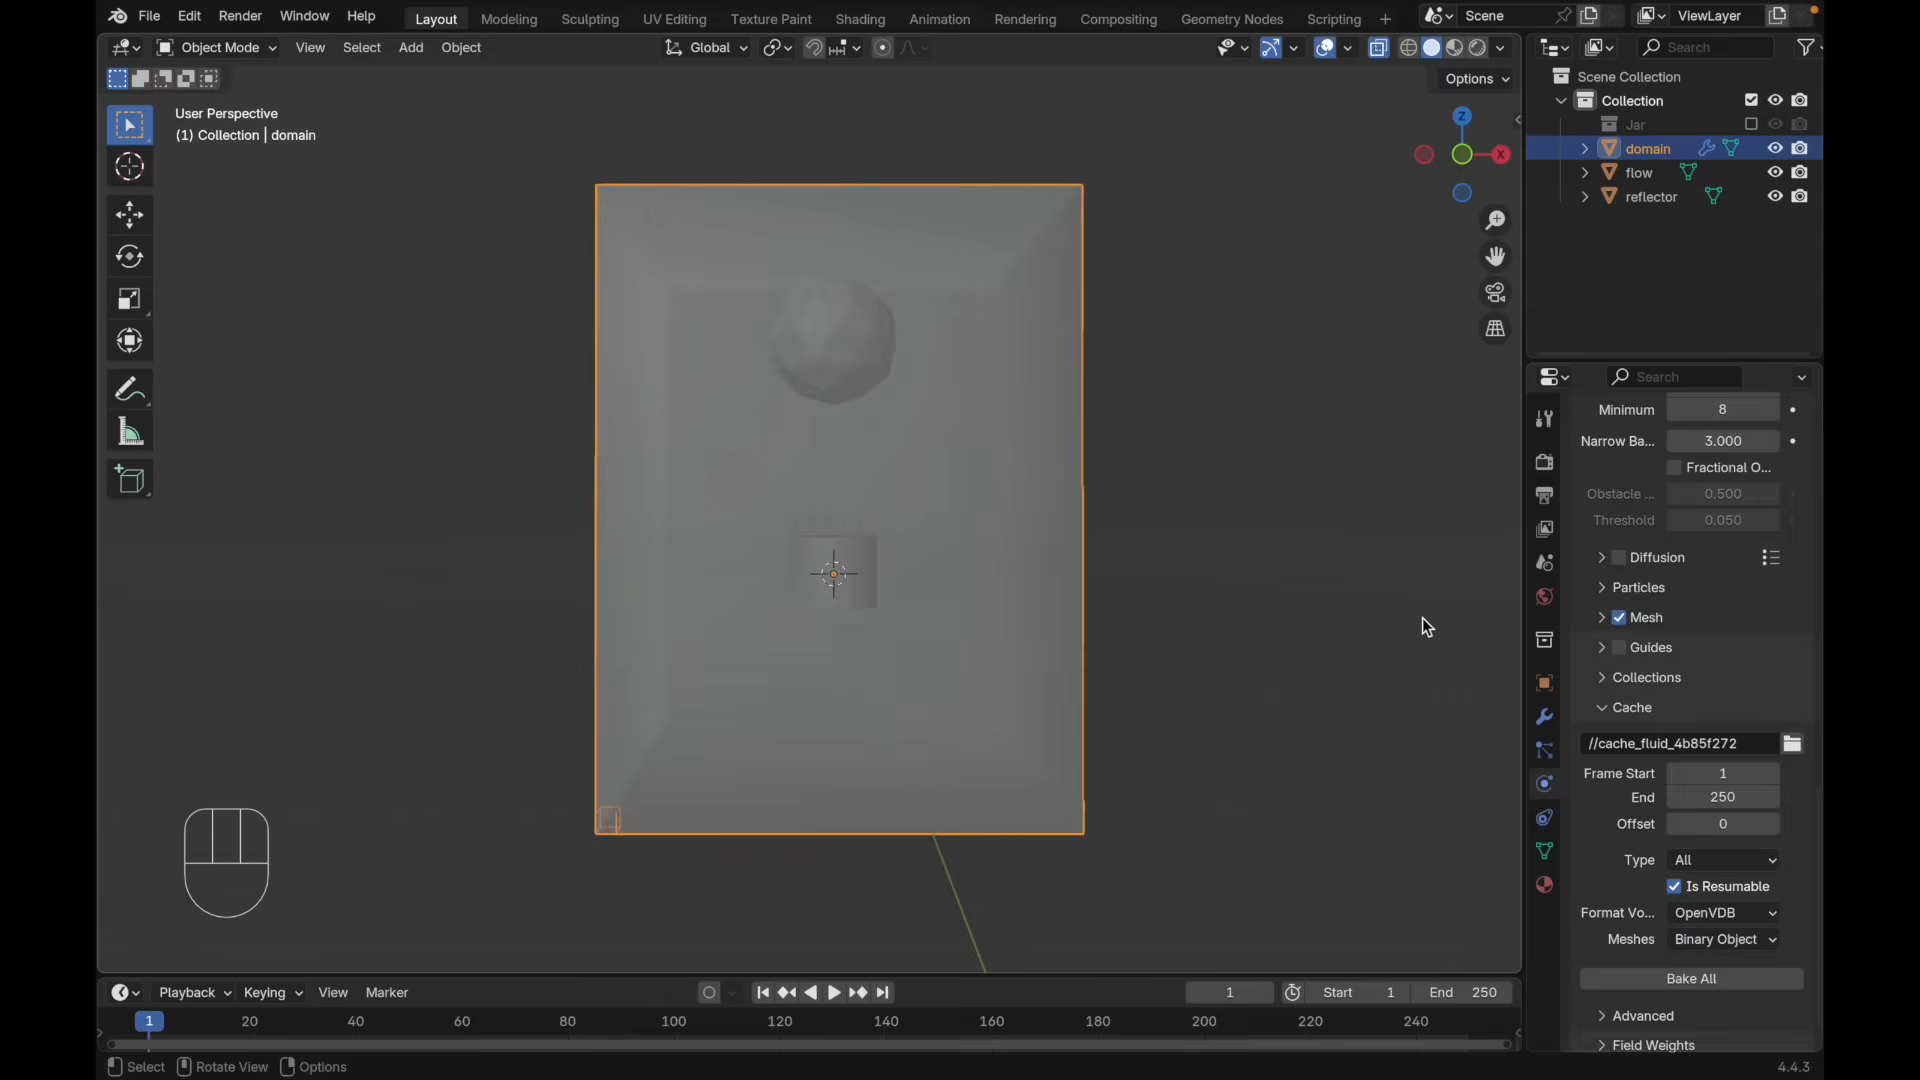 File Edit Render Window Help Layout Modeling Sculpting UV Editing Texture Paint Shading Animation Rendering Compositing Geometry Nodes Scripting + Scene ViewLayer
Object Mode View Select Add Object Global Search
Options
User Perspective
(1) Collection | domain
Z
X
Scene Collection
Collection
Jar
domain
flow
reflector
Search
Minimum 8
Narrow Ba... 3.000
Fractional O...
Obstacle ... 0.500
Threshold 0.050
Diffusion
Particles
Mesh
Guides
Collections
Cache
//cache_fluid_4b85f272
Frame Start 1
End 250
Offset 0
Type All
Is Resumable
Format Vo... OpenVDB
Meshes Binary Object
Bake All
Advanced
Field Weights
Playback Keying View Marker 1 Start 1 End 250
1 20 40 60 80 100 120 140 160 180 200 220 240
Select Rotate View Options 4.4.3